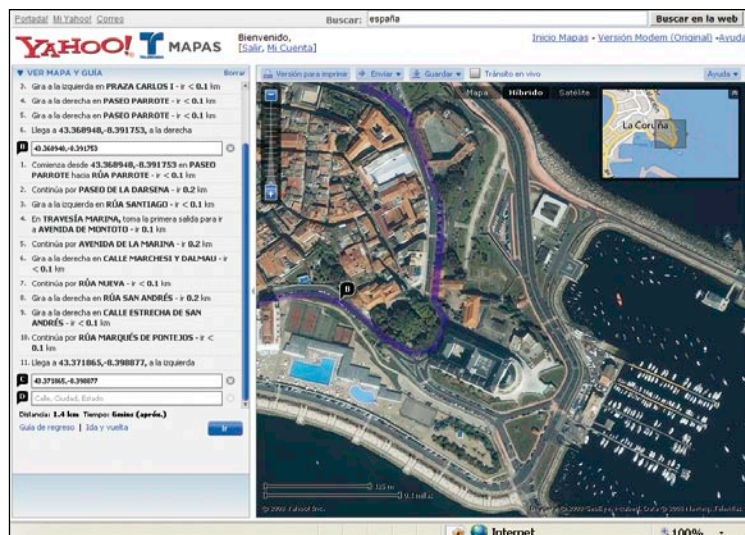 Portada! Mi Yahoo! Correo
Buscar: españa
Buscar en la web
YAHOO! T MAPAS
Bienvenido,
[Salir, Mi Cuenta]
Inicio Mapas - Versión Modem (Original) -Ayuda
VER MAPA Y GUÍA
Borrar
Versión para imprimir
Enviar
Guardar
Tránsito en vivo
Ayuda
Mapa
Híbrido
Satélite
La Coruña
3. Gira a la izquierda en PRAZA CARLOS I - ir < 0.1 km
4. Gira a la derecha en PASEO PARROTE - ir < 0.1 km
5. Gira a la derecha en PASEO PARROTE - ir < 0.1 km
6. Llega a 43.368948,-8.391753, a la derecha
B 43.368948,-8.391753
1. Comienza desde 43.368948,-8.391753 en PASEO
PARROTE hacia RÚA PARROTE - ir < 0.1 km
2. Continúa por PASEO DE LA DARSENA - ir 0.2 km
3. Gira a la izquierda en RÚA SANTIAGO - ir < 0.1 km
4. En TRAVESÍA MARINA, toma la primera salida para ir
a AVENIDA DE MONTOTO - ir 0.1 km
5. Continúa por AVENIDA DE LA MARINA - ir 0.2 km
6. Gira a la derecha en CALLE MARCHESI Y DALMAU - ir
< 0.1 km
7. Continúa por RÚA NUEVA - ir < 0.1 km
8. Gira a la derecha en RÚA SAN ANDRÉS - ir 0.2 km
9. Gira a la derecha en CALLE ESTRECHA DE SAN
ANDRÉS - ir < 0.1 km
10. Continúa por RÚA MARQUÉS DE PONTEJOS - ir <
0.1 km
11. Llega a 43.371865,-8.398877, a la izquierda
C 43.371865,-8.398877
D Calle, Ciudad, Estado
Distancia: 1.4 km Tiempo: 6mins (aprós.)
Guía de regreso | Ida y vuelta
Ir
B
125 m
0.1 millas
Internet
100%